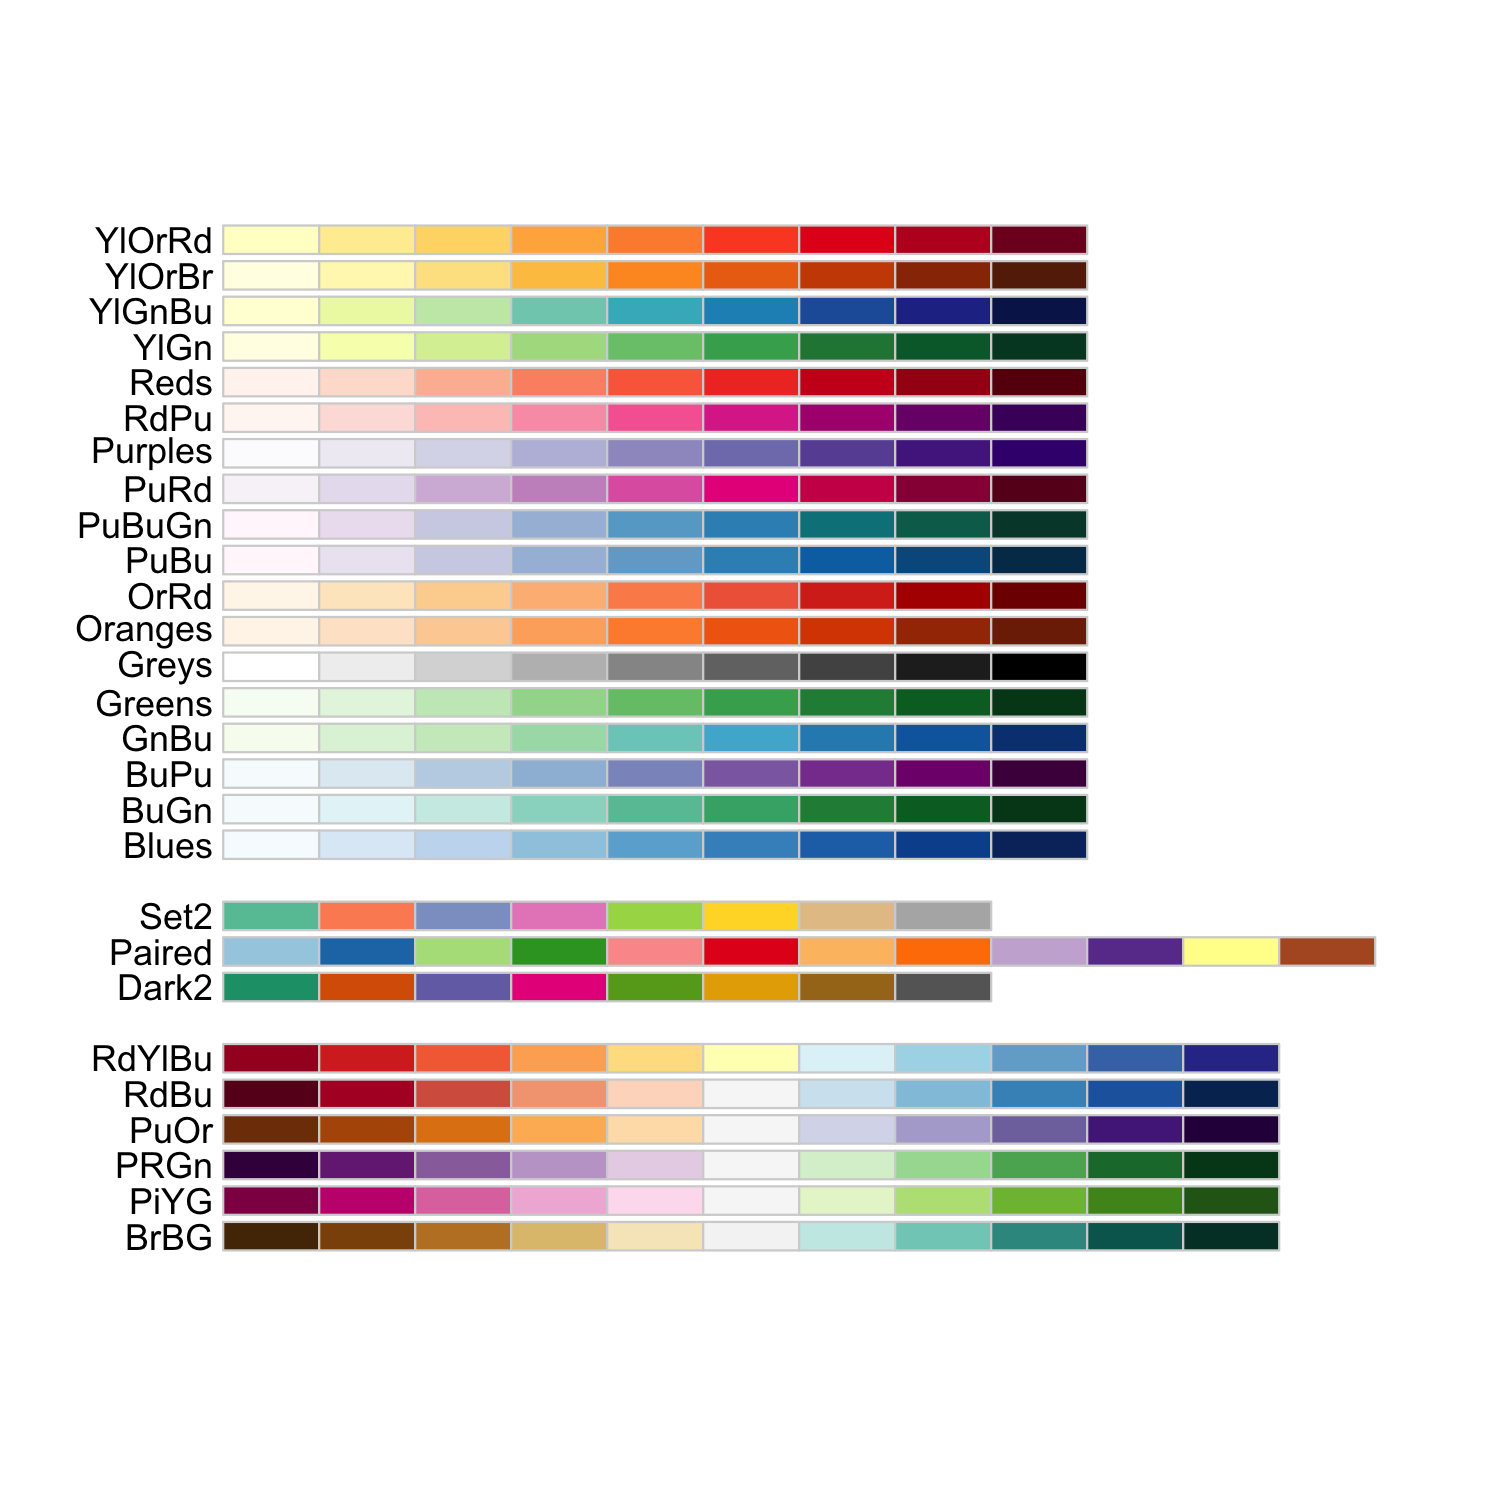 YlOrRd
YlOrBr
YlGnBu
YlGn
Reds
RdPu
Purples
PuRd
PuBuGn
PuBu
OrRd
Oranges
Greys
Greens
GnBu
BuPu
BuGn
Blues
Set2
Paired
Dark2
RdYlBu
RdBu
PuOr
PRGn
PiYG
BrBG